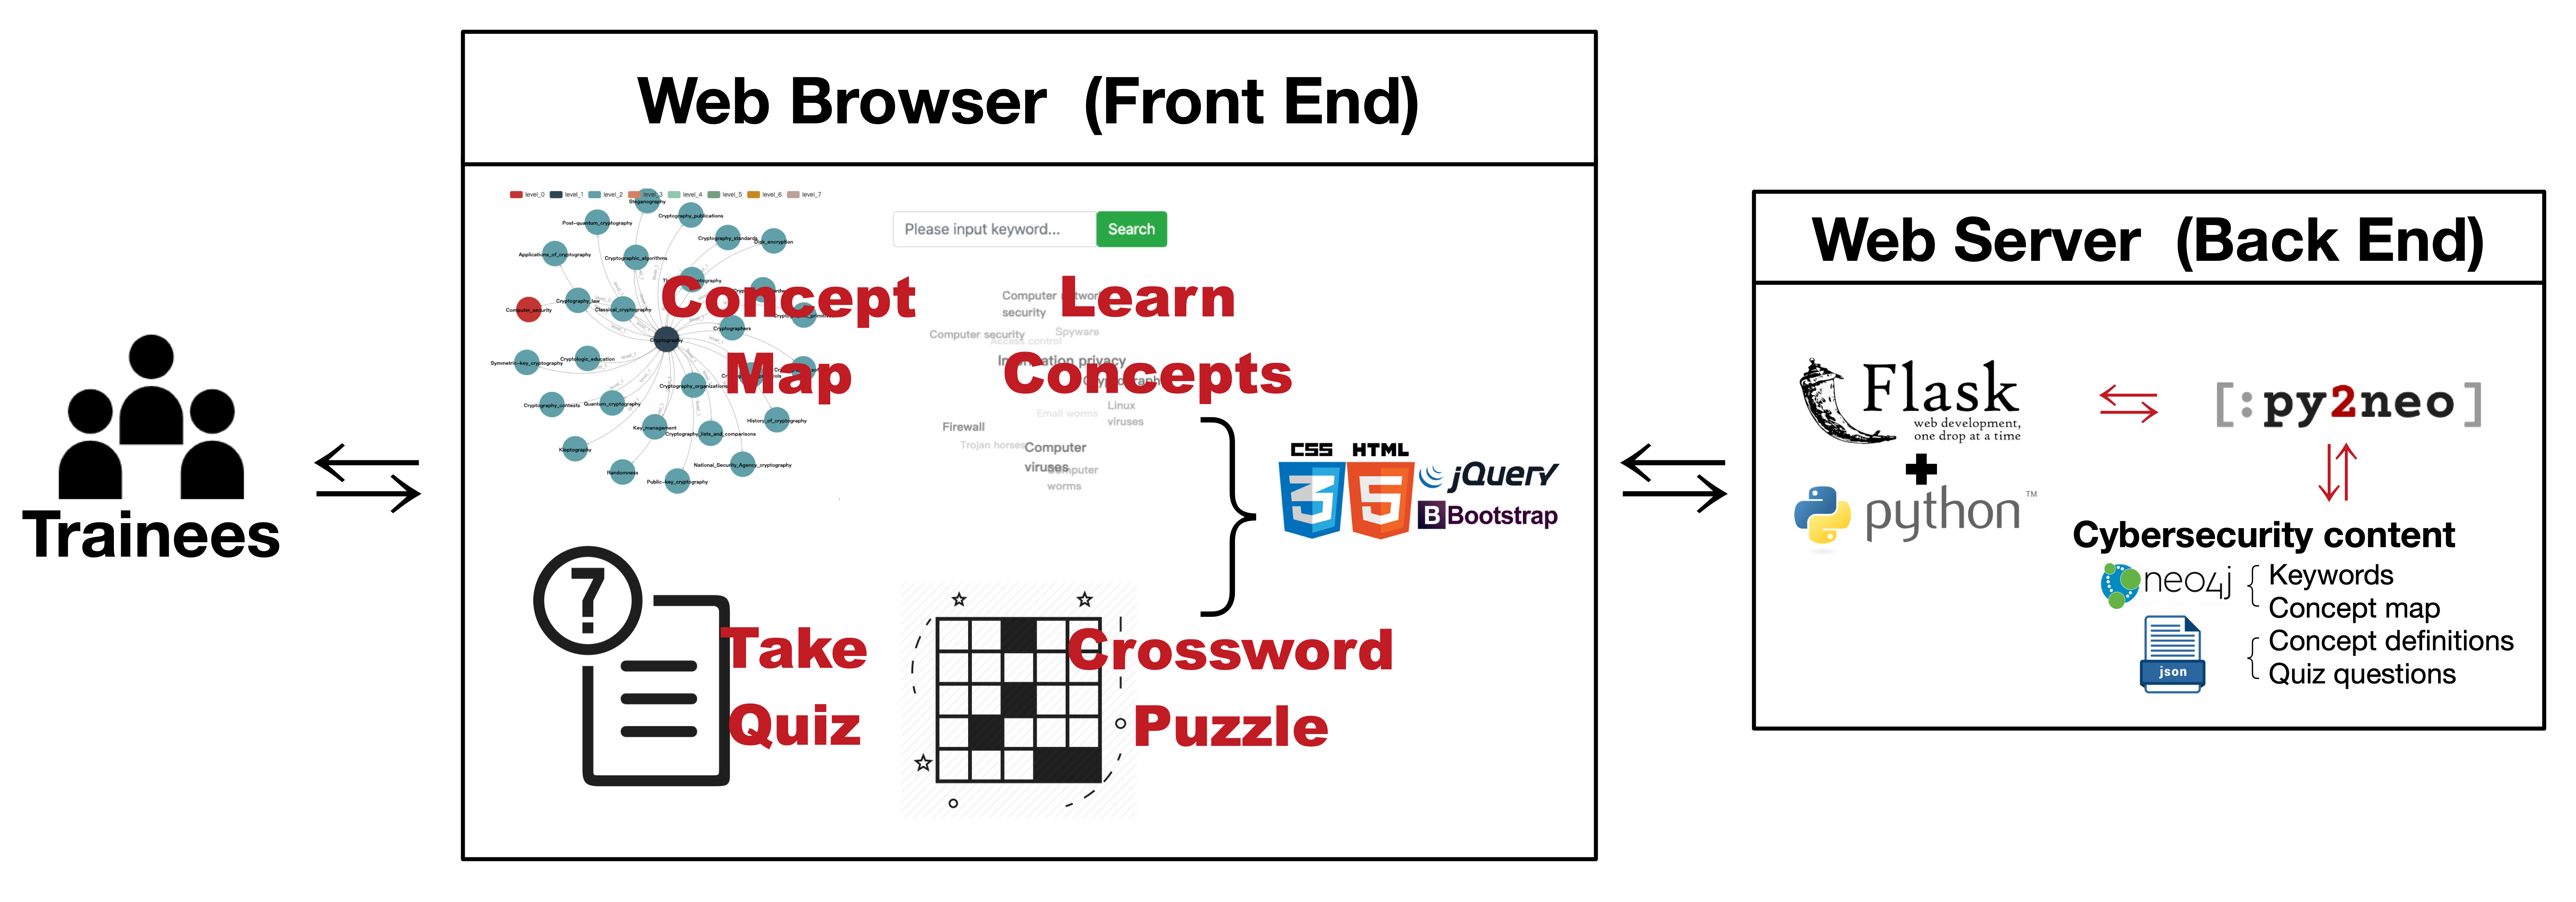 Web Browser (Front End)
level_0 level_1 level_2 level_3 level_4 level_5 level_6 level_7
Steganography
Cryptography_publications
Post-quantum_cryptography
Cryptography_standards
Disk_encryption
Applications_of_cryptography
Cryptographic_algorithms
Cryptography_law
Computer_security
Classical_cryptography
Cryptographers
Cryptography
Symmetric-key_cryptography
Cryptologic_education
Cryptography_organizations
Cryptography_contests
Quantum_cryptography
History_of_cryptography
Key_management
Cryptography_lists_and_comparisons
Kleptography
National_Security_Agency_cryptography
Randomness
Public-key_cryptography
Concept
Map
Please input keyword...
Search
Learn
Concepts
Computer network
security
Computer security
Spyware
Access control
Information privacy
Cryptography
Linux
viruses
Email worms
Firewall
Trojan horses
Computer
viruses
Computer
worms
CSS HTML
3 5
jQuery
B Bootstrap
?
Take
Quiz
Crossword
Puzzle
Trainees
Web Server (Back End)
Flask
web development,
one drop at a time
+
python™
[:py2neo]
Cybersecurity content
neo4j
Keywords
Concept map
json
Concept definitions
Quiz questions